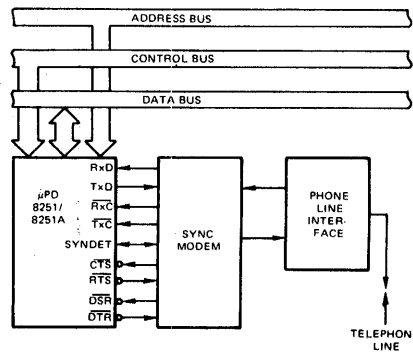 ADDRESS BUS
CONTROL BUS
DATA BUS
μPD
8251/
8251A
RxD
TxD
RxC
TxC
SYNDET
CTS
RTS
DSR
DTR
SYNC
MODEM
PHONE
LINE
INTER-
FACE
TELEPHON
LINE